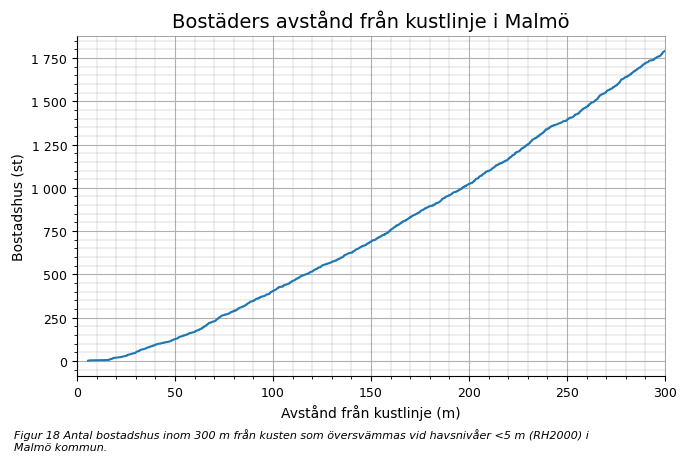 Bostäders avstånd från kustlinje i Malmö
1 750
1 500
1 250
1 000
750
500
250
0
Bostadshus (st)
0 50 100 150 200 250 300
Avstånd från kustlinje (m)
Figur 18 Antal bostadshus inom 300 m från kusten som översvämmas vid havsnivåer <5 m (RH2000) i
Malmö kommun.